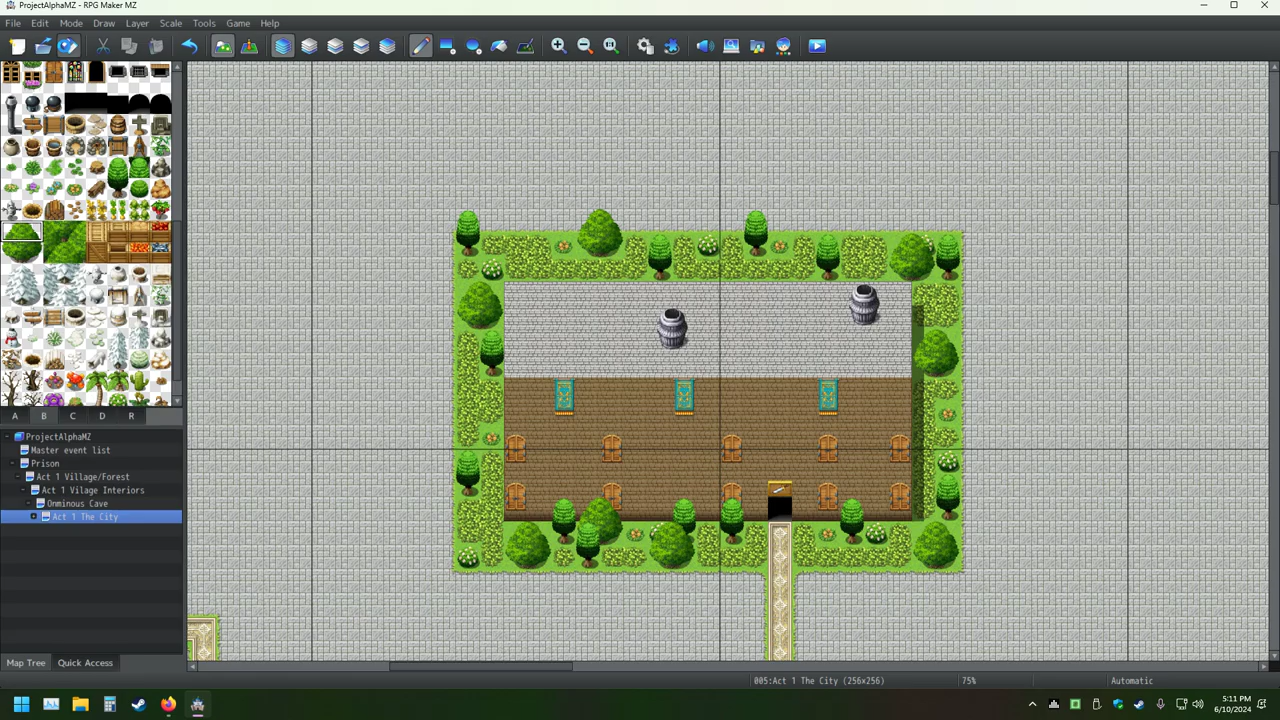 ProjectAlphaMZ - RPG Maker MZ
File Edit Mode Draw Layer Scale Tools Game Help
A B C D R
ProjectAlphaMZ
Master event list
Prison
Act 1 Village/Forest
Act 1 Vilage Interiors
Onminous Cave
Act 1 The City
Map Tree Quick Access
005:Act 1 The City (256x256) 75% Automatic
5:11 PM
6/10/2024